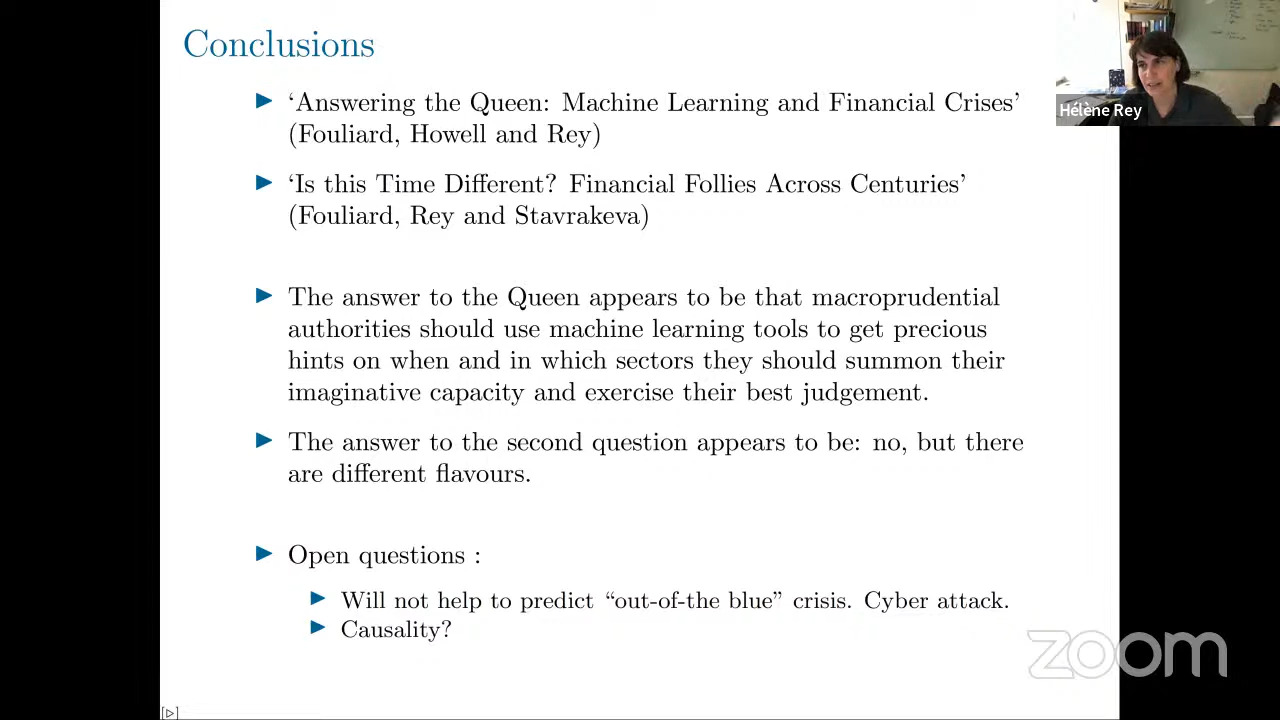 Conclusions
‘Answering the Queen: Machine Learning and Financial Crises’
(Fouliard, Howell and Rey)
‘Is this Time Different? Financial Follies Across Centuries’
(Fouliard, Rey and Stavrakeva)
The answer to the Queen appears to be that macroprudential
authorities should use machine learning tools to get precious
hints on when and in which sectors they should summon their
imaginative capacity and exercise their best judgement.
The answer to the second question appears to be: no, but there
are different flavours.
Open questions :
Will not help to predict “out-of-the blue” crisis. Cyber attack.
Causality?
Hélène Rey
zoom